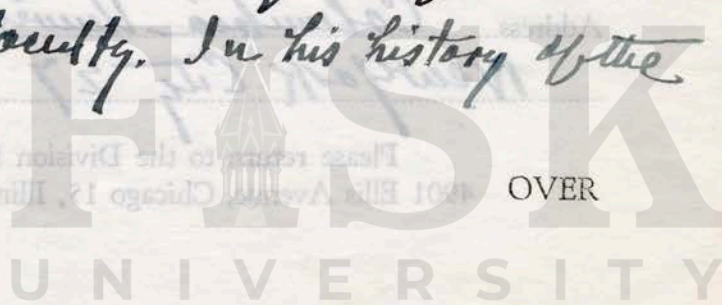 Address
faculty. In his history of the
FISK
Please return to the Division
4901 Ellis Avenue, Chicago 15, Illin
OVER
UNIVERSITY